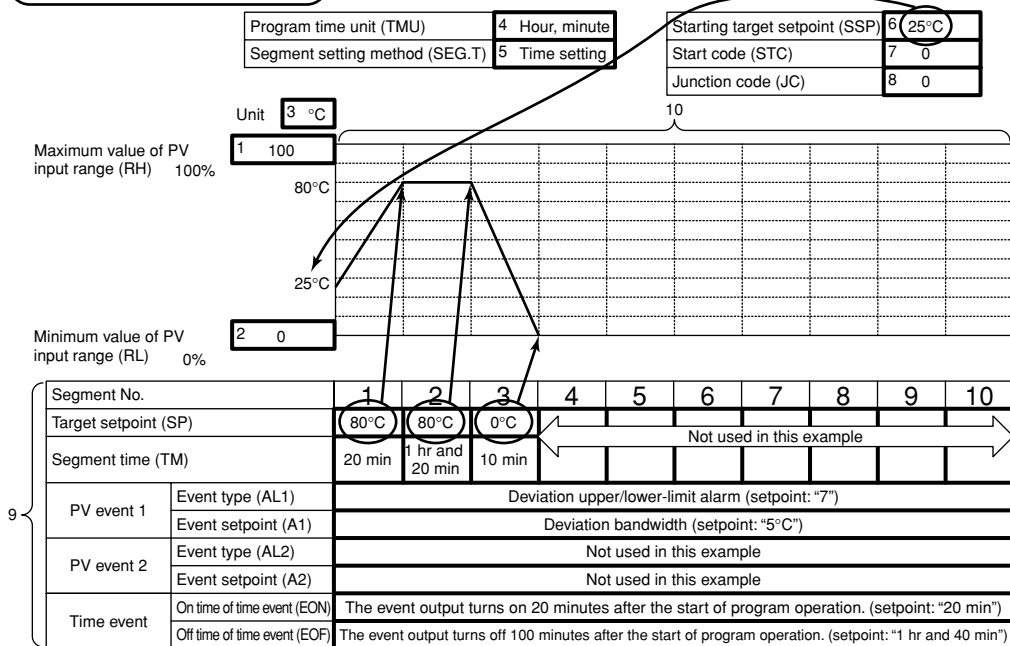 Program time unit (TMU) 4 Hour, minute
Segment setting method (SEG.T) 5 Time setting
Starting target setpoint (SSP) 6 25°C
Start code (STC) 7 0
Junction code (JC) 8 0
Unit 3 °C
10
Maximum value of PV
input range (RH) 100%
1 100
80°C
25°C
Minimum value of PV
input range (RL) 0%
2 0
Segment No. 1 2 3 4 5 6 7 8 9 10
Target setpoint (SP) 80°C 80°C 0°C
Not used in this example
Segment time (TM) 20 min 1 hr and 20 min 10 min
9
PV event 1
Event type (AL1) Deviation upper/lower-limit alarm (setpoint: “7”)
Event setpoint (A1) Deviation bandwidth (setpoint: “5°C”)
PV event 2
Event type (AL2) Not used in this example
Event setpoint (A2) Not used in this example
Time event
On time of time event (EON) The event output turns on 20 minutes after the start of program operation. (setpoint: “20 min”)
Off time of time event (EOF) The event output turns off 100 minutes after the start of program operation. (setpoint: “1 hr and 40 min”)